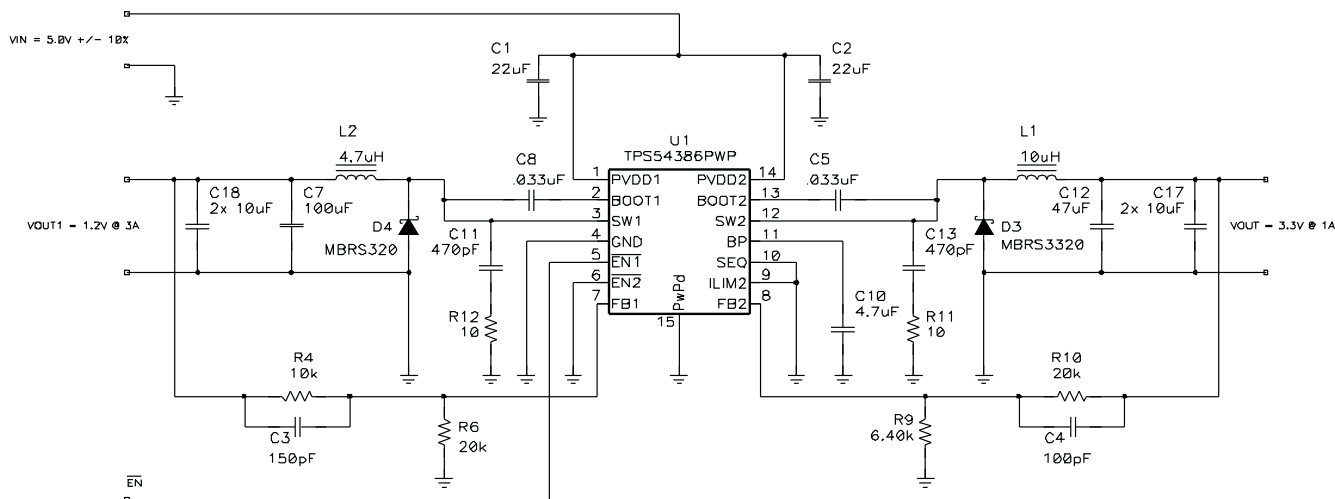 VIN = 5.0V +/- 10%
C1
22uF
C2
22uF
L2
4.7uH
C8
.033uF
U1
TPS54386PWP
C5
.033uF
L1
10uH
1 PVDD1
2 BOOT1
3 SW1
4 GND
5 EN1
6 EN2
7 FB1
PVDD2 14
BOOT2 13
SW2 12
BP 11
SEQ 10
ILIM2 9
FB2 8
PwPd
15
C18
2x 10uF
C7
100uF
D4
MBRS320
C11
470pF
C13
470pF
D3
MBRS3320
C12
47uF
C17
2x 10uF
VOUT1 = 1.2V @ 3A
VOUT = 3.3V @ 1A
R12
10
C10
4.7uF
R11
10
R4
10k
C3
150pF
R6
20k
R9
6.40k
R10
20k
C4
100pF
EN